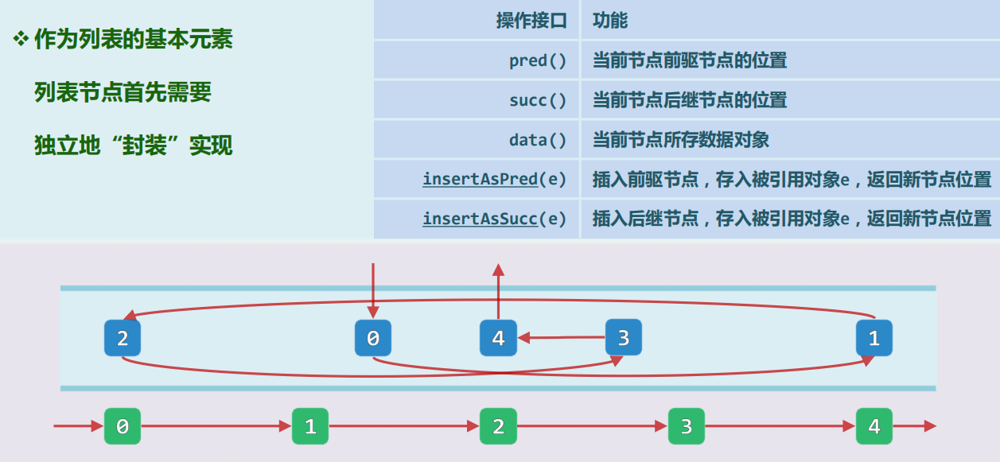 ❖ 作为列表的基本元素
列表节点首先需要
独立地“封装”实现
操作接口 功能
pred() 当前节点前驱节点的位置
succ() 当前节点后继节点的位置
data() 当前节点所存数据对象
insertAsPred(e) 插入前驱节点，存入被引用对象e，返回新节点位置
insertAsSucc(e) 插入后继节点，存入被引用对象e，返回新节点位置
2 0 4 3 1
0 1 2 3 4